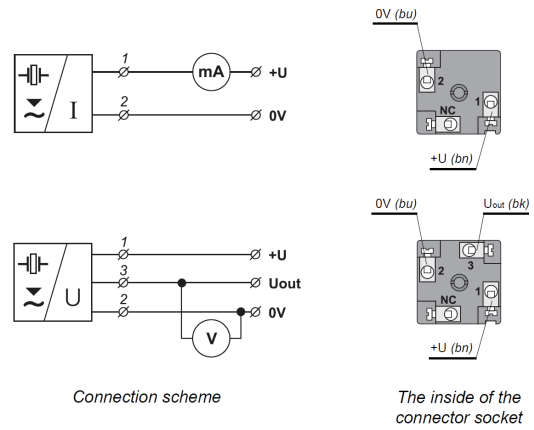 0V (bu)
1
mA
+U
2
I
0V
2
1
NC
+U (bn)
0V (bu)
Uout (bk)
1
+U
3
Uout
U
2
0V
V
3
2
1
NC
+U (bn)
Connection scheme
The inside of the
connector socket